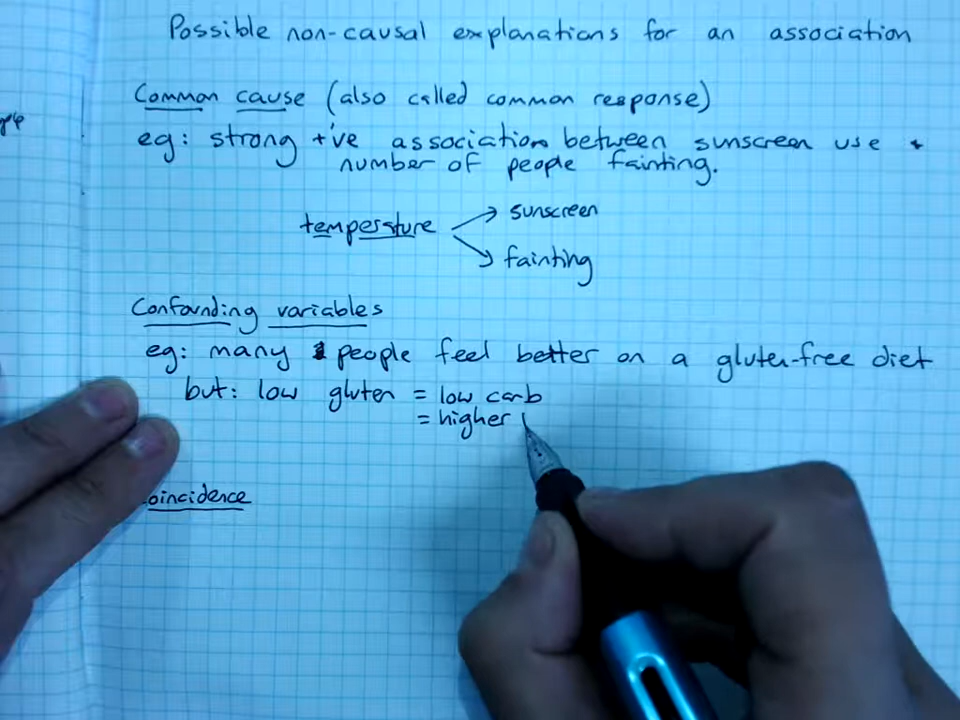 Possible non-causal explanations for an association
Common cause (also called common response)
eg: strong +'ve association between sunscreen use +
number of people fainting.
temperature → sunscreen
→ fainting
Confounding variables
eg: many people feel better on a gluten-free diet
but: low gluten = low carb
= higher
oincidence